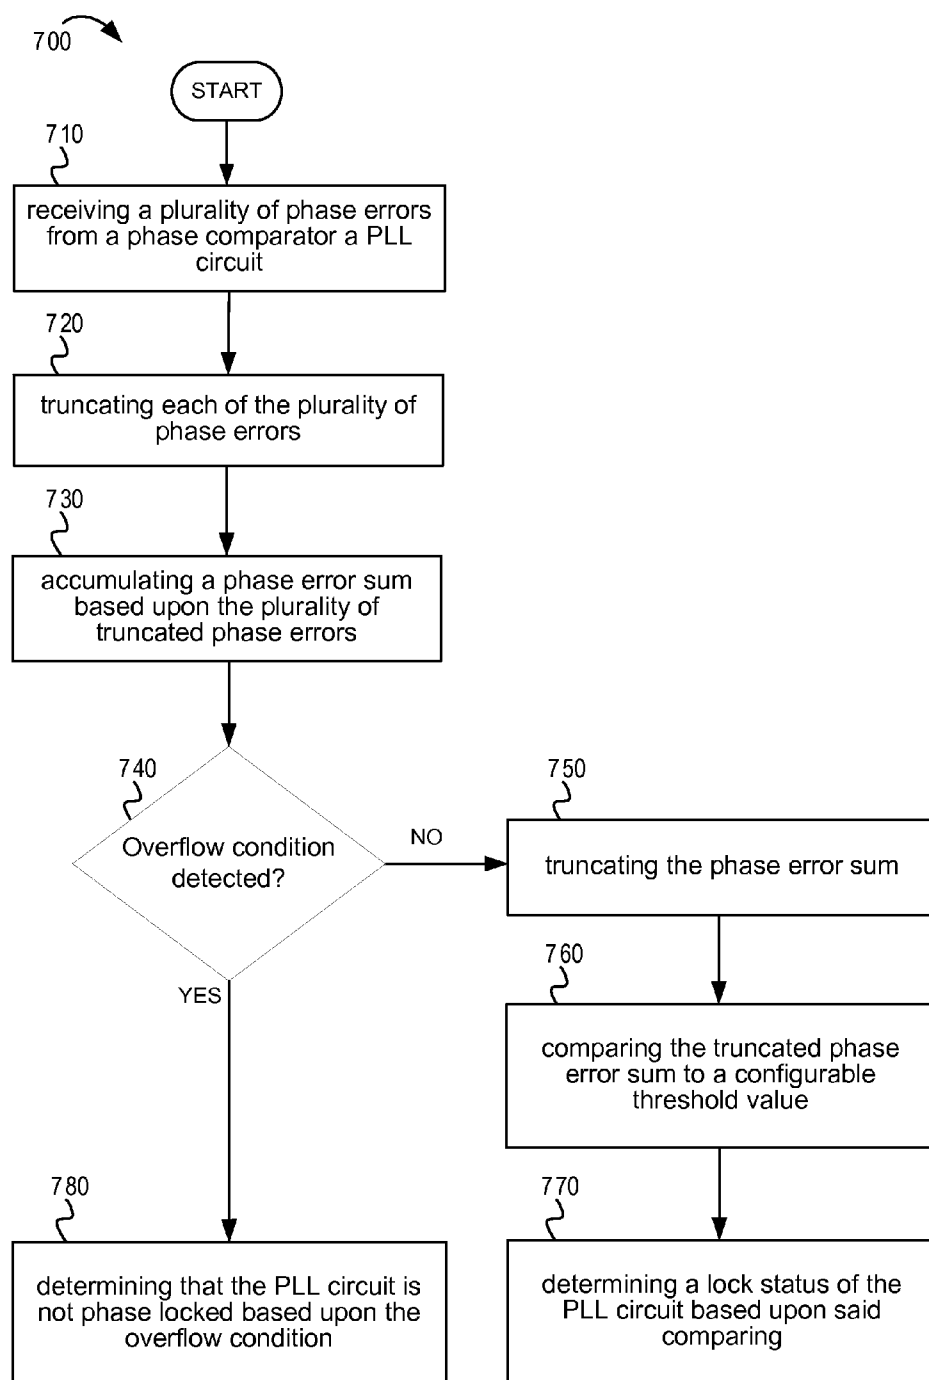 700
START
710
receiving a plurality of phase errors
from a phase comparator a PLL
circuit
720
truncating each of the plurality of
phase errors
730
accumulating a phase error sum
based upon the plurality of
truncated phase errors
740
Overflow condition
detected?
NO
YES
750
truncating the phase error sum
760
comparing the truncated phase
error sum to a configurable
threshold value
770
determining a lock status of the
PLL circuit based upon said
comparing
780
determining that the PLL circuit is
not phase locked based upon the
overflow condition